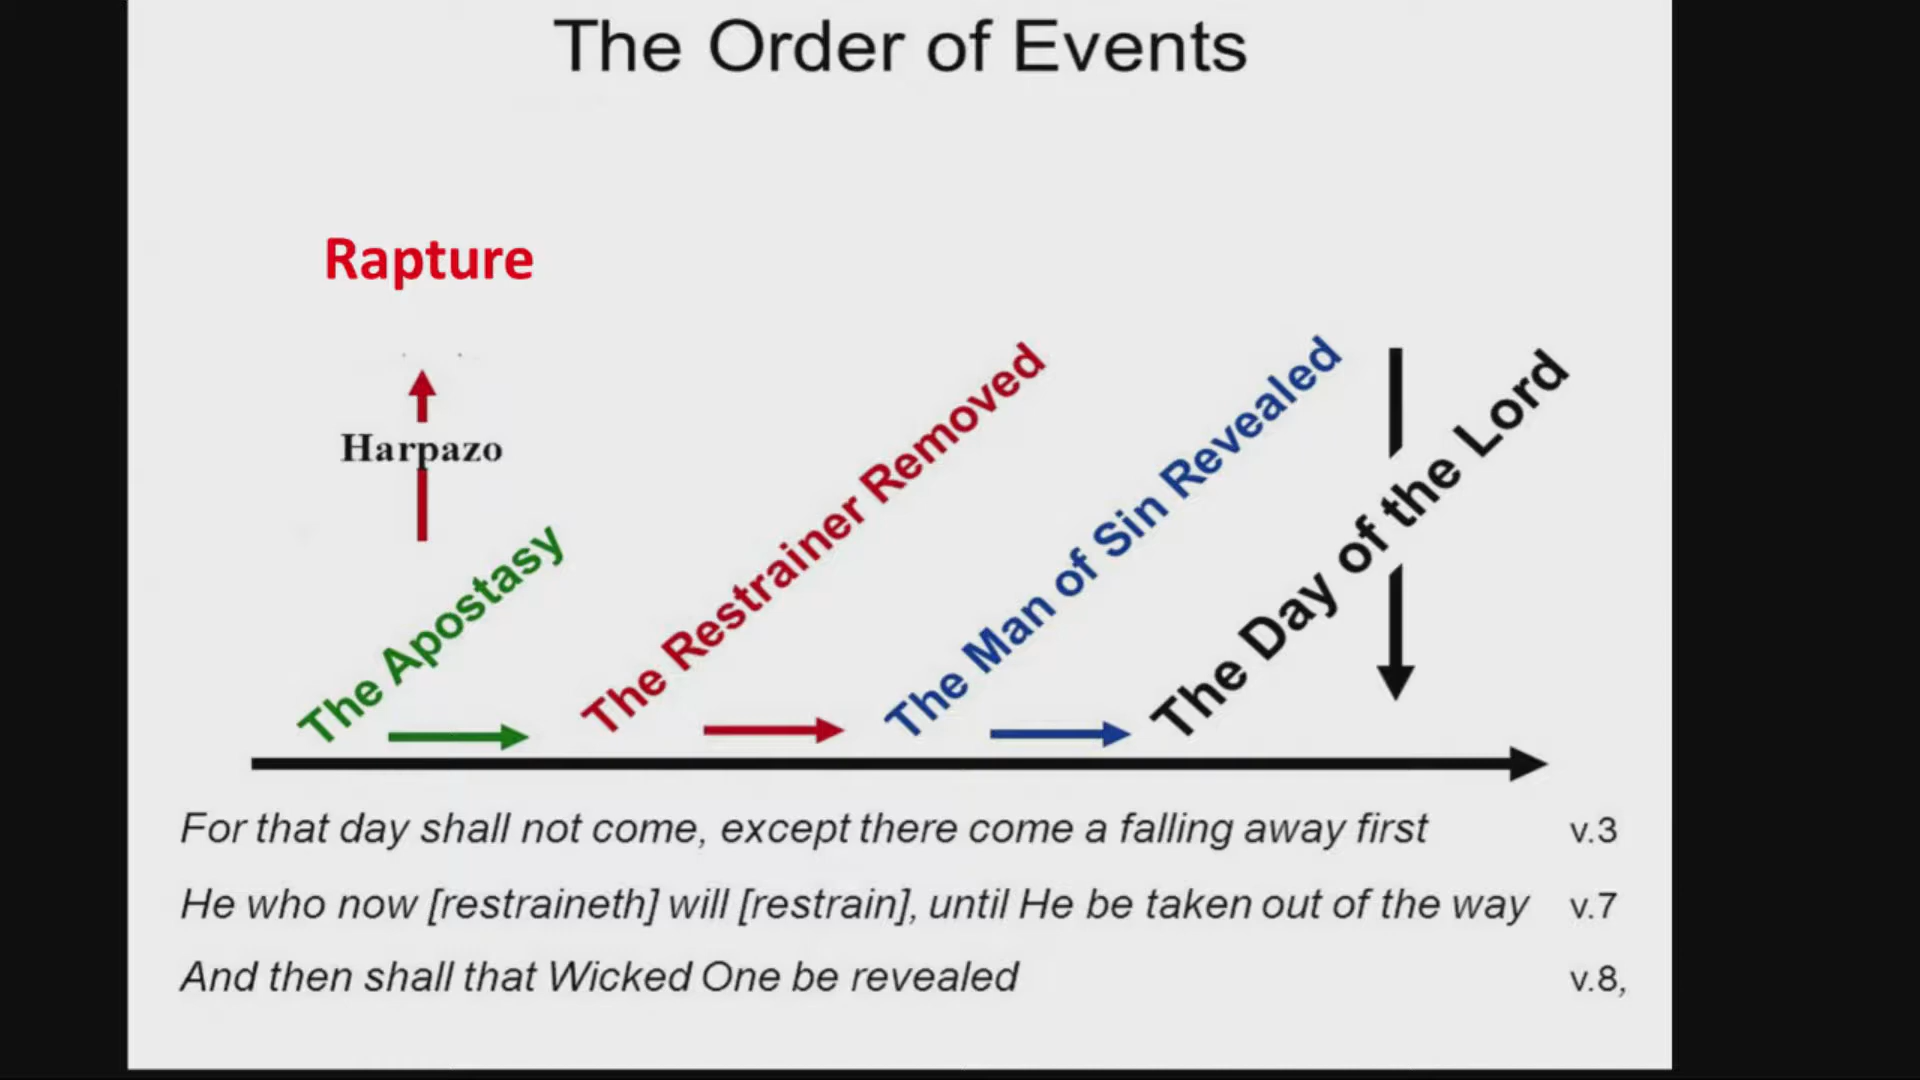 The Order of Events
Rapture
Harpazo
The Apostasy
The Restrainer Removed
The Man of Sin Revealed
The Day of the Lord
For that day shall not come, except there come a falling away first v.3
He who now [restraineth] will [restrain], until He be taken out of the way v.7
And then shall that Wicked One be revealed v.8,